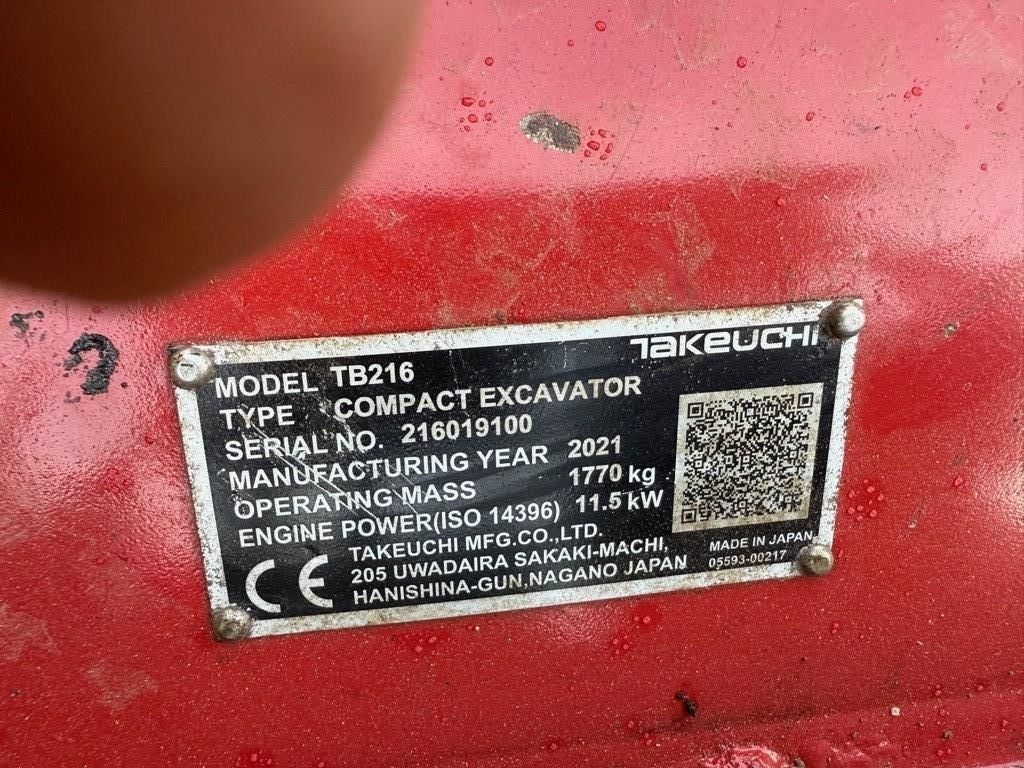 TAKEUCHI
MODEL TB216
TYPE COMPACT EXCAVATOR
SERIAL NO. 216019100
MANUFACTURING YEAR 2021
OPERATING MASS 1770 kg
ENGINE POWER(ISO 14396) 11.5 kW
CE
TAKEUCHI MFG.CO.,LTD.
205 UWADAIRA SAKAKI-MACHI,
HANISHINA-GUN,NAGANO JAPAN
MADE IN JAPAN
05593-00217